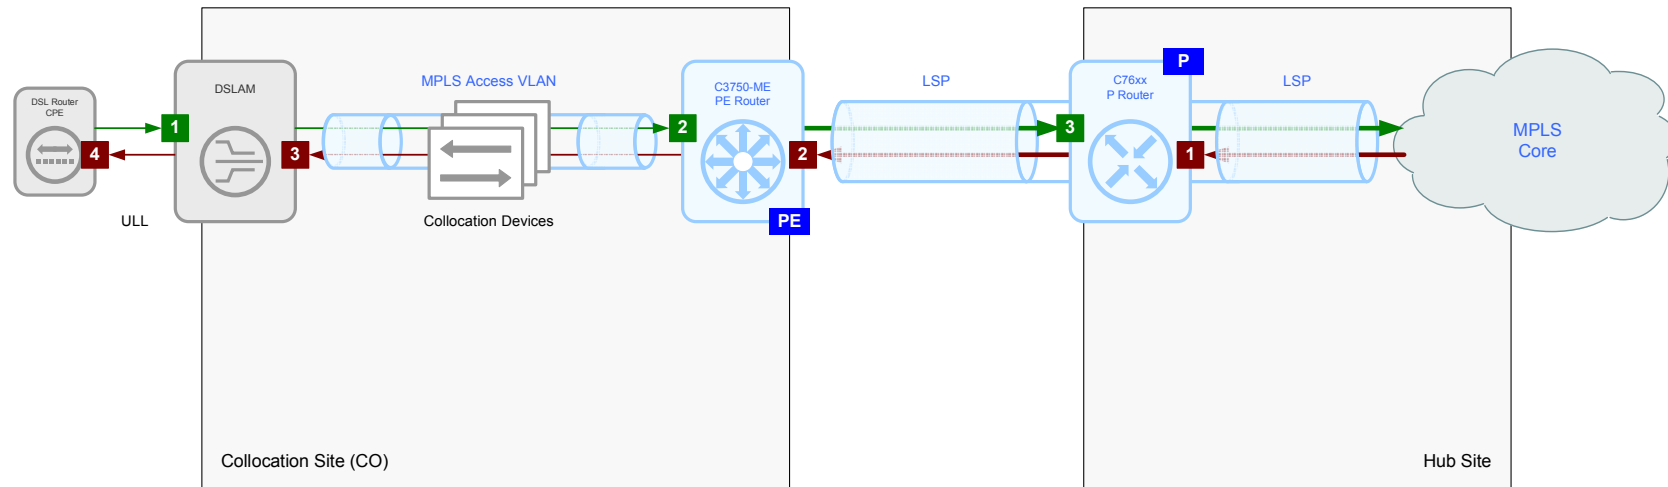 DSL Router
CPE
4
1
ULL
DSLAM
3
MPLS Access VLAN
Collocation Devices
C3750-ME
PE Router
2
2
PE
LSP
C76xx
P Router
P
3
1
LSP
MPLS
Core
Collocation Site (CO)
Hub Site